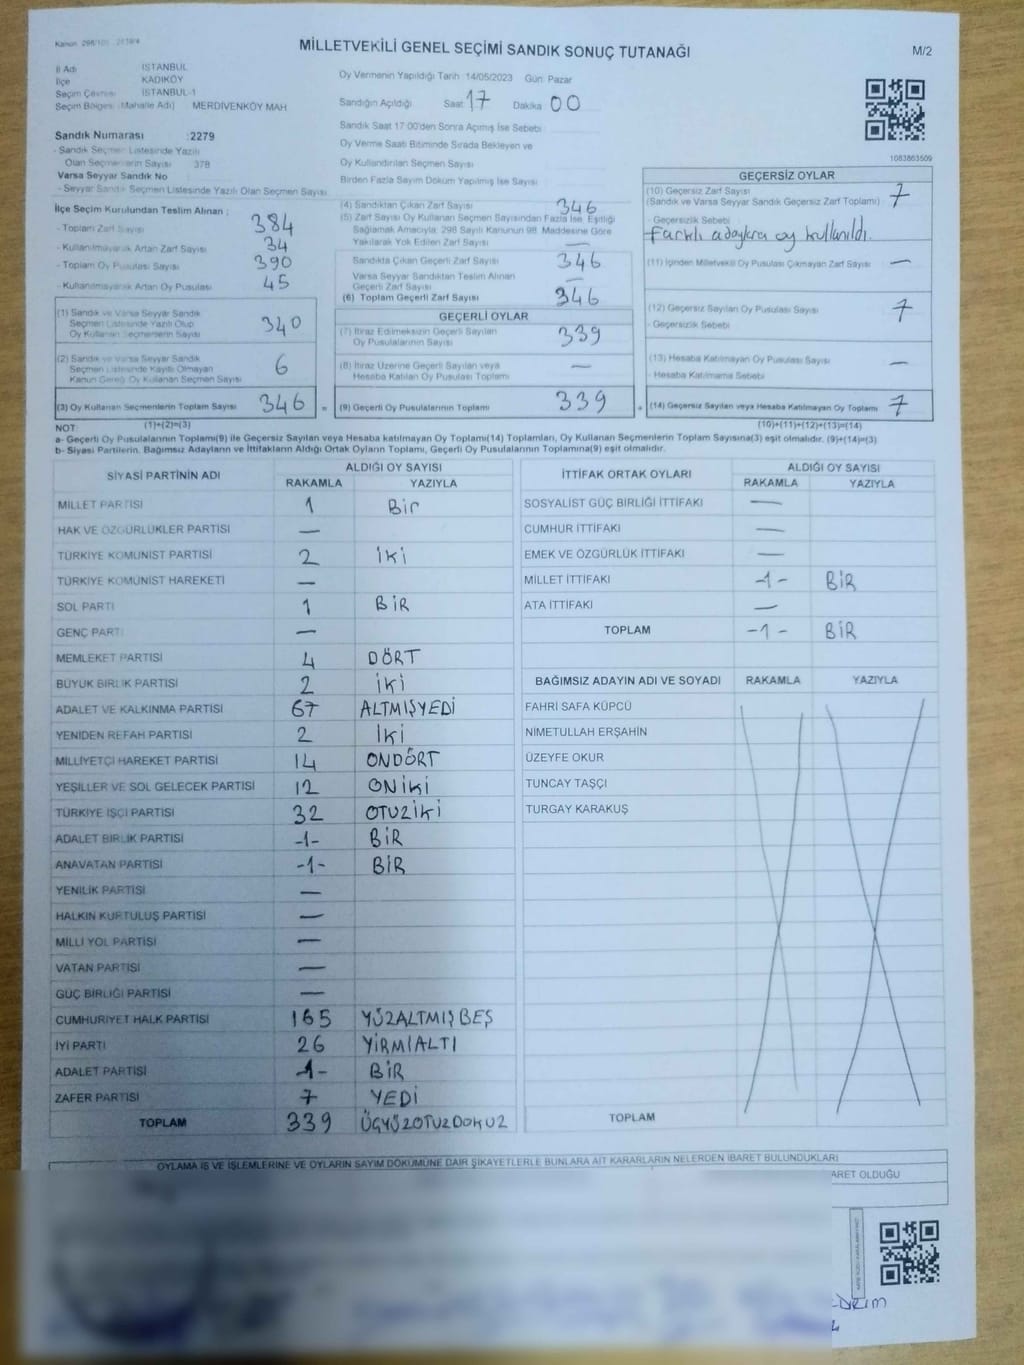 MİLLETVEKİLİ GENEL SEÇİMİ SANDIK SONUÇ TUTANAĞI
M/2
İl Adı İSTANBUL
İlçe KADIKÖY
Seçim Çevresi İSTANBUL-1
Seçim Bölgesi (Mahalle Adı) MERDİVENKÖY MAH
Sandık Numarası :2279
- Sandık Seçmen Listesinde Yazılı
Olan Seçmenlerin Sayısı 378
Varsa Seyyar Sandık No
- Seyyar Sandık Seçmen Listesinde Yazılı Olan Seçmen Sayısı
Oy Vermenin Yapıldığı Tarih 14/05/2023 Gün: Pazar
Sandığın Açıldığı Saat 17 Dakika 00
Sandık Saat 17:00'den Sonra Açımış İse Sebebi
Oy Verme Saati Bitiminde Sırada Bekleyen ve
Oy Kullandırılan Seçmen Sayısı
Birden Fazla Sayım Döküm Yapılmış İse Sayısı
1083863509
İlçe Seçim Kurulundan Teslim Alınan :
- Toplam Zarf Sayısı 384
- Kullanılmayarak Artan Zarf Sayısı 34
- Toplam Oy Pusulası Sayısı 390
- Kullanılmayarak Artan Oy Pusulası 45
(1) Sandık ve Varsa Seyyar Sandık
Seçmen Listesinde Yazılı Olup
Oy Kullanan Seçmenlerin Sayısı 340
(2) Sandık ve Varsa Seyyar Sandık
Seçmen Listesinde Kayıtlı Olmayan
Kanun Gereği Oy Kullanan Seçmen Sayısı 6
(3) Oy Kullanan Seçmenlerin Toplam Sayısı 346 =
(4) Sandıktan Çıkan Zarf Sayısı 346
(5) Zarf Sayısı Oy Kullanan Seçmen Sayısından Fazla İse, Eşitliği
Sağlamak Amacıyla, 298 Sayılı Kanunun 98. Maddesine Göre
Yakılarak Yok Edilen Zarf Sayısı —
Sandıkta Çıkan Geçerli Zarf Sayısı 346
Varsa Seyyar Sandıktan Teslim Alınan
Geçerli Zarf Sayısı —
(6) Toplam Geçerli Zarf Sayısı 346
GEÇERLİ OYLAR
(7) İtiraz Edilmeksizin Geçerli Sayılan
Oy Pusulalarının Sayısı 339
(8) İtiraz Üzerine Geçerli Sayılan veya
Hesaba Katılan Oy Pusulası Toplamı —
(9) Geçerli Oy Pusulalarının Toplamı 339 +
GEÇERSİZ OYLAR
(10) Geçersiz Zarf Sayısı 7
(Sandık ve Varsa Seyyar Sandık Geçersiz Zarf Toplamı)
- Geçersizlik Sebebi
Farklı adaylara oy kullanıldı.
(11) İçinden Milletvekili Oy Pusulası Çıkmayan Zarf Sayısı —
(12) Geçersiz Sayılan Oy Pusulası Sayısı 7
- Geçersizlik Sebebi
(13) Hesaba Katılmayan Oy Pusulası Sayısı —
- Hesaba Katılmama Sebebi
(14) Geçersiz Sayılan veya Hesaba Katılmayan Oy Toplamı 7
NOT: (1)+(2)=(3) (10)+(11)+(12)+(13)=(14)
a- Geçerli Oy Pusulalarının Toplamı(9) ile Geçersiz Sayılan veya Hesaba katılmayan Oy Toplamı(14) Toplamları, Oy Kullanan Seçmenlerin Toplam Sayısına(3) eşit olmalıdır. (9)+(14)=(3)
b- Siyasi Partilerin, Bağımsız Adayların ve İttifakların Aldığı Ortak Oyların Toplamı, Geçerli Oy Pusulalarının Toplamına(9) eşit olmalıdır.
SİYASİ PARTİNİN ADI ALDIĞI OY SAYISI
RAKAMLA YAZIYLA
MİLLET PARTİSİ 1 Bir
HAK VE ÖZGÜRLÜKLER PARTİSİ —
TÜRKİYE KOMÜNİST PARTİSİ 2 İKİ
TÜRKİYE KOMÜNİST HAREKETİ —
SOL PARTİ 1 BİR
GENÇ PARTİ —
MEMLEKET PARTİSİ 4 DÖRT
BÜYÜK BİRLİK PARTİSİ 2 İKİ
ADALET VE KALKINMA PARTİSİ 67 ALTMIŞYEDİ
YENİDEN REFAH PARTİSİ 2 İKİ
MİLLİYETÇİ HAREKET PARTİSİ 14 ONDÖRT
YEŞİLLER VE SOL GELECEK PARTİSİ 12 ONİKİ
TÜRKİYE İŞÇİ PARTİSİ 32 OTUZİKİ
ADALET BİRLİK PARTİSİ -1- BİR
ANAVATAN PARTİSİ -1- BİR
YENİLİK PARTİSİ —
HALKIN KURTULUŞ PARTİSİ —
MİLLİ YOL PARTİSİ —
VATAN PARTİSİ —
GÜÇ BİRLİĞİ PARTİSİ —
CUMHURİYET HALK PARTİSİ 165 YÜZALTMIŞBEŞ
İYİ PARTİ 26 YİRMİALTI
ADALET PARTİSİ -1- BİR
ZAFER PARTİSİ 7 YEDİ
TOPLAM 339 ÜÇYÜZOTUZDOKUZ
İTTİFAK ORTAK OYLARI ALDIĞI OY SAYISI
RAKAMLA YAZIYLA
SOSYALİST GÜÇ BİRLİĞİ İTTİFAKI —
CUMHUR İTTİFAKI —
EMEK VE ÖZGÜRLÜK İTTİFAKI —
MİLLET İTTİFAKI -1- BİR
ATA İTTİFAKI —
TOPLAM -1- BİR
BAĞIMSIZ ADAYIN ADI VE SOYADI RAKAMLA YAZIYLA
FAHRİ SAFA KÜPCÜ
NİMETULLAH ERŞAHİN
ÜZEYFE OKUR
TUNCAY TAŞÇI
TURGAY KARAKUŞ
TOPLAM
OYLAMA İŞ VE İŞLEMLERİNE VE OYLARIN SAYIM DÖKÜMÜNE DAİR ŞİKAYETLERLE BUNLARA AİT KARARLARIN NELERDEN İBARET BULUNDUKLARI
ARET OLDUĞU